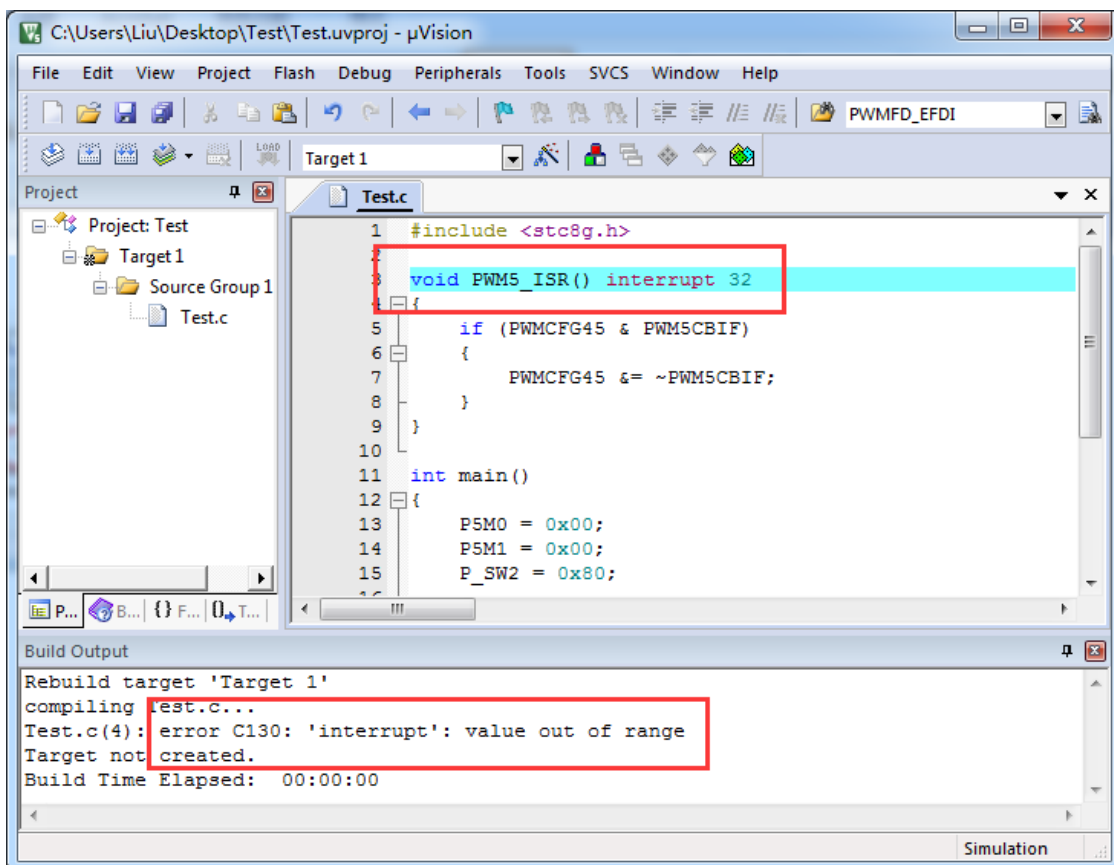 C:\Users\Liu\Desktop\Test\Test.uvproj - µVision
File Edit View Project Flash Debug Peripherals Tools SVCS Window Help
PWMFD_EFDI
LOAD Target 1
Project
Test.c
Project: Test
Target 1
Source Group 1
Test.c
1 #include <stc8g.h>
2
3 void PWM5_ISR() interrupt 32
4 {
5 if (PWMCFG45 & PWM5CBIF)
6 {
7 PWMCFG45 &= ~PWM5CBIF;
8 }
9 }
10
11 int main()
12 {
13 P5M0 = 0x00;
14 P5M1 = 0x00;
15 P_SW2 = 0x80;
P... B... {} F... 0 T...
Build Output
Rebuild target 'Target 1'
compiling Test.c...
Test.c(4): error C130: 'interrupt': value out of range
Target not created.
Build Time Elapsed: 00:00:00
Simulation